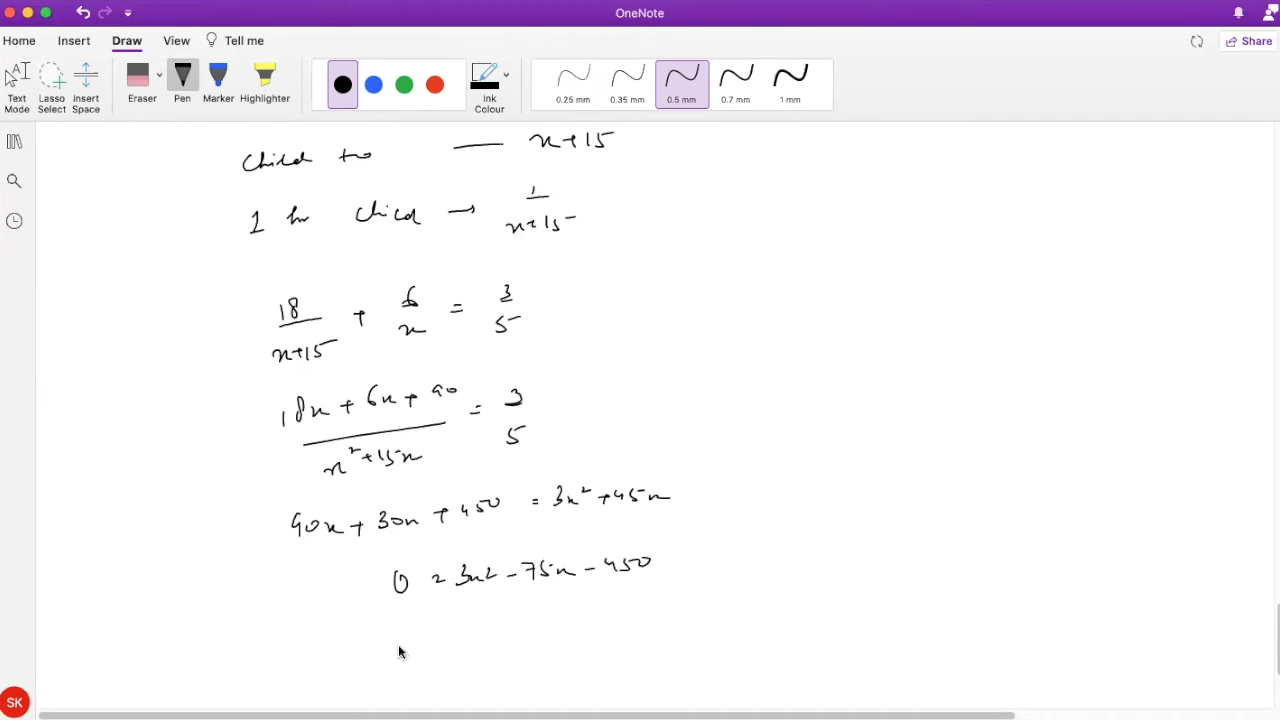 OneNote
Home Insert Draw View Tell me Share
Text Mode Lasso Select Insert Space Eraser Pen Marker Highlighter Ink Colour 0.25 mm 0.35 mm 0.5 mm 0.7 mm 1 mm
Child — x+15
1 hr child → 1/(x+15)
18/(x+15) + 6/x = 3/5
(18x + 6x + 90)/(x²+15x) = 3/5
90x + 30x + 450 = 3x² + 45x
0 = 3x² - 75x - 450
SK